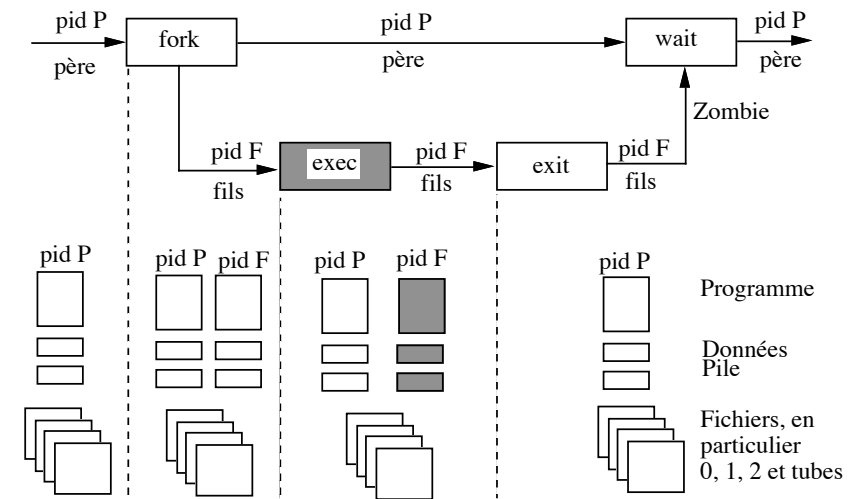 pid P
fork
pid P
wait
pid P
père
père
père
Zombie
pid F
exec
pid F
exit
pid F
fils
fils
fils
pid P
pid P
pid F
pid P
pid F
pid P
Programme
Données
Pile
Fichiers, en
particulier
0, 1, 2 et tubes